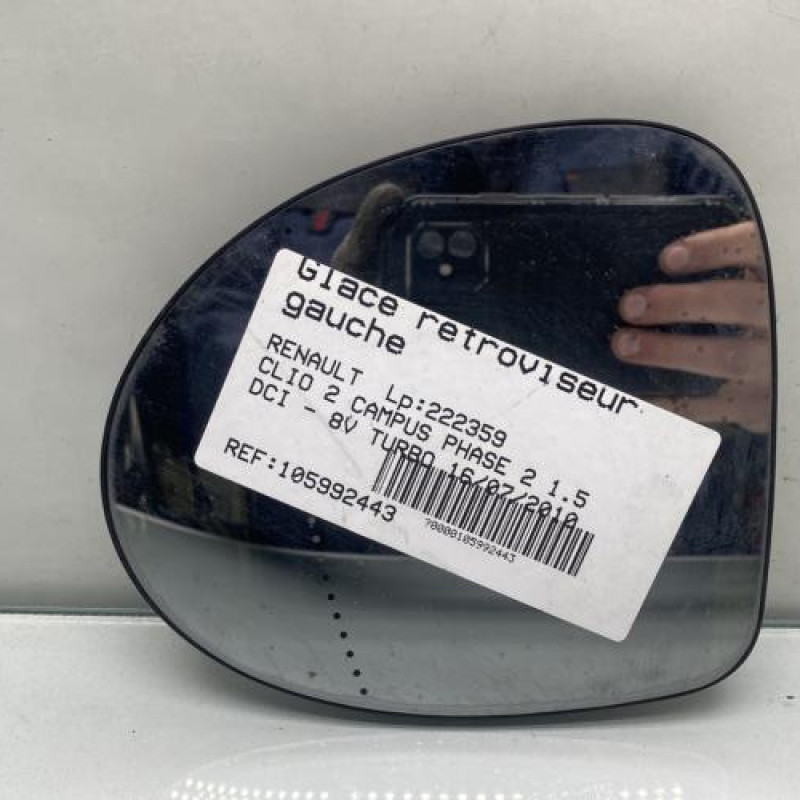 Glace retroviseur
gauche
RENAULT Lp:222359
CLIO 2 CAMPUS PHASE 2 1.5
DCI - 8V TURBO 16/07/2010
REF:105992443
70000105992443